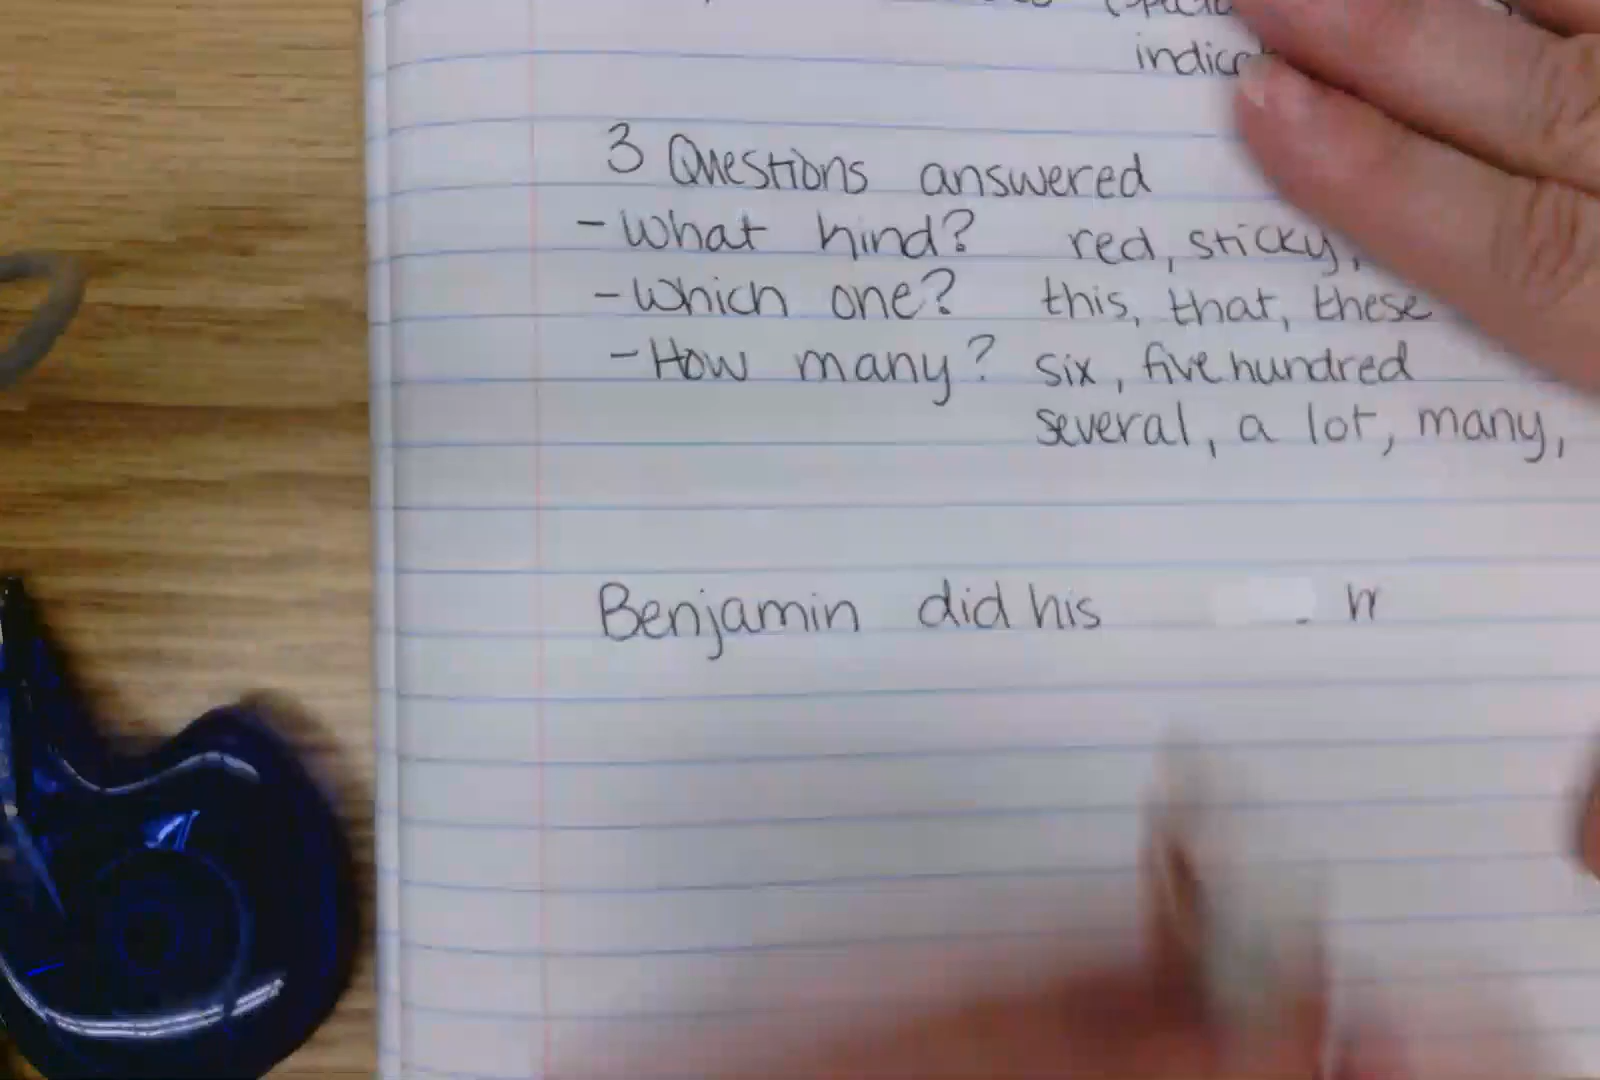 3 Questions answered
- What kind? red, sticky,
- Which one? this, that, these
- How many? six, five hundred
several, a lot, many,
Benjamin did his